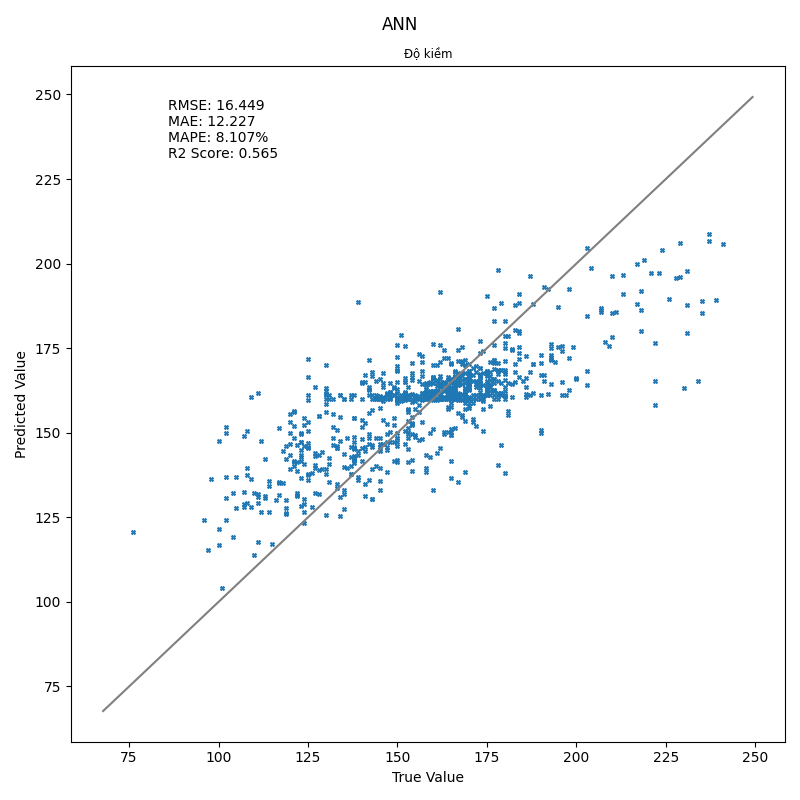 ANN
Độ kiềm
RMSE: 16.449
MAE: 12.227
MAPE: 8.107%
R2 Score: 0.565
250
225
200
175
150
125
100
75
Predicted Value
75 100 125 150 175 200 225 250
True Value